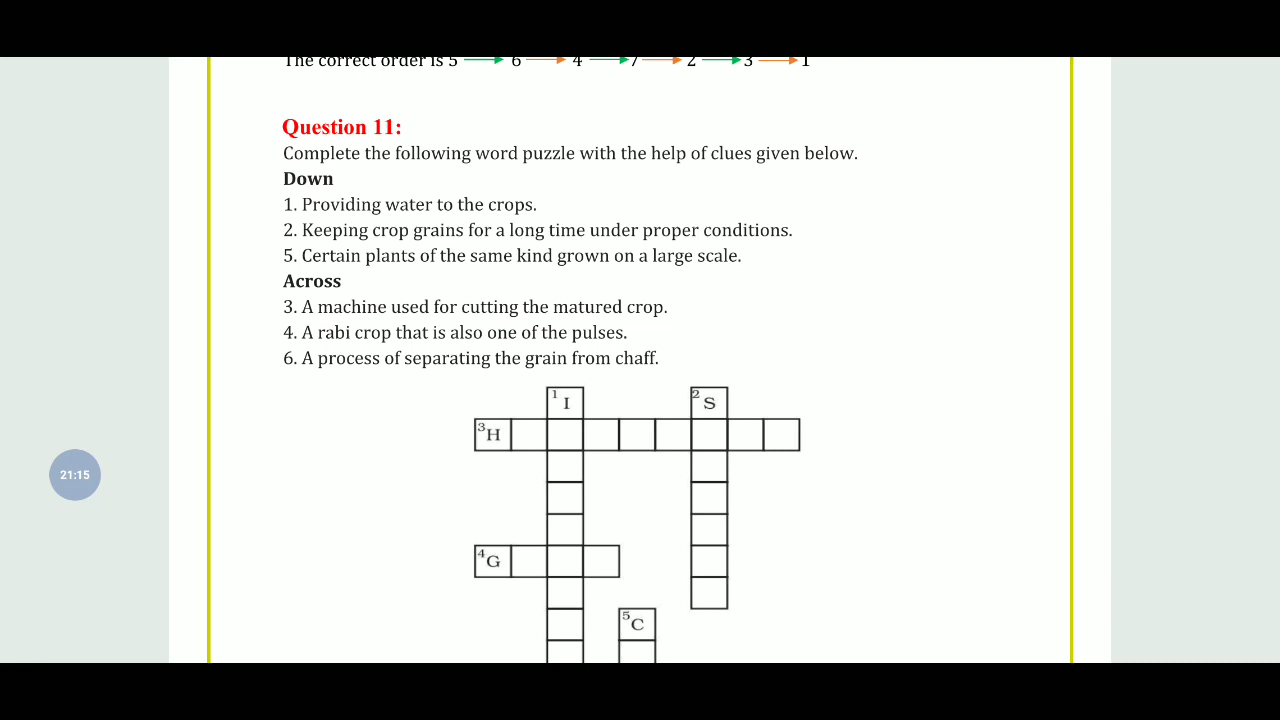 The correct order is 5 6 4 7 2 3 1
Question 11:
Complete the following word puzzle with the help of clues given below.
Down
1. Providing water to the crops.
2. Keeping crop grains for a long time under proper conditions.
5. Certain plants of the same kind grown on a large scale.
Across
3. A machine used for cutting the matured crop.
4. A rabi crop that is also one of the pulses.
6. A process of separating the grain from chaff.
1 I 2 S
3 H
21:15
4 G
5 C